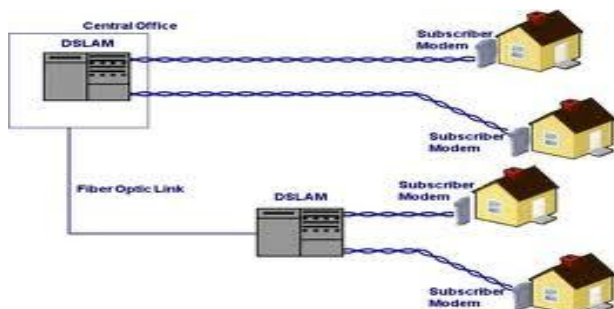 Central Office
DSLAM
Subscriber
Modem
Subscriber
Modem
Fiber Optic Link
DSLAM
Subscriber
Modem
Subscriber
Modem